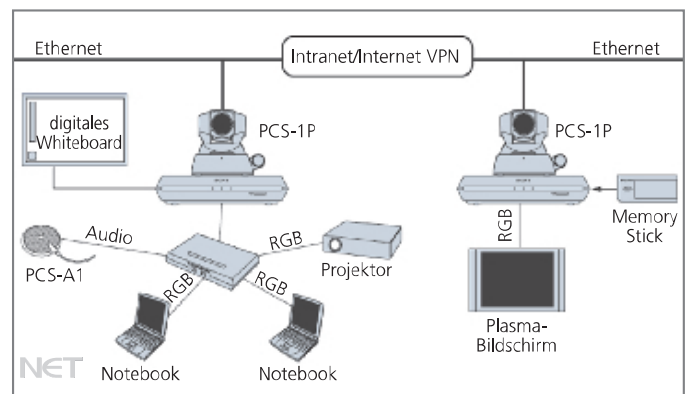 Ethernet
Intranet/Internet VPN
Ethernet
digitales
Whiteboard
PCS-1P
PCS-1P
Memory
Stick
RGB
Audio
RGB
Projektor
PCS-A1
RGB
RGB
Plasma-
Bildschirm
NET
Notebook
Notebook